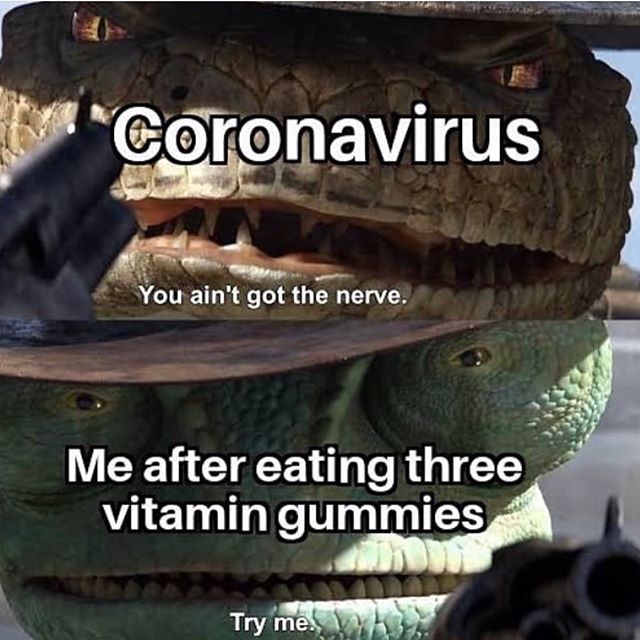 Coronavirus
You ain't got the nerve.
Me after eating three
vitamin gummies
Try me.